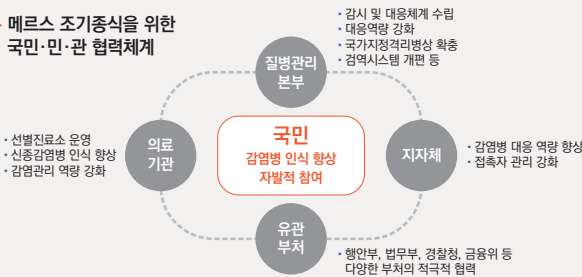 메르스 조기종식을 위한
국민·민·관 협력체계
· 감시 및 대응체계 수립
· 대응역량 강화
· 국가지정격리병상 확충
· 검역시스템 개편 등
질병관리
본부
· 선별진료소 운영
· 신종감염병 인식 향상
· 감염관리 역량 강화
의료
기관
국민
감염병 인식 향상
자발적 참여
지자체
· 감염병 대응 역량 향상
· 접촉자 관리 강화
유관
부처
· 행안부, 법무부, 경찰청, 금융위 등
다양한 부처의 적극적 협력